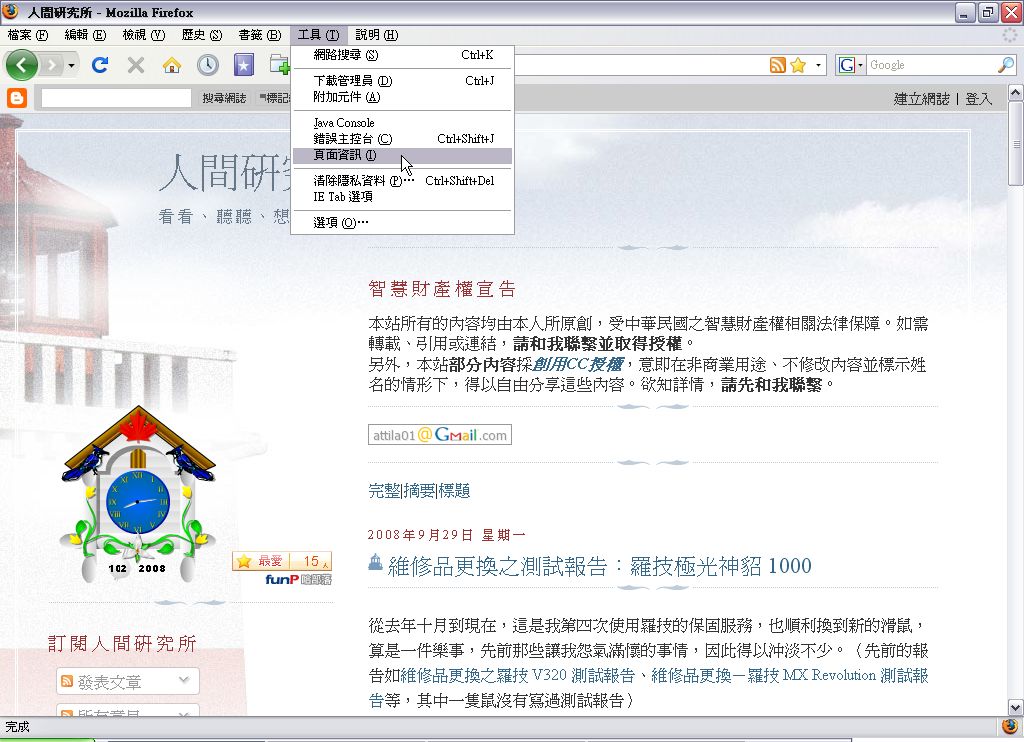 人間研究所 - Mozilla Firefox
檔案 (F) 編輯 (E) 檢視 (V) 歷史 (S) 書籤 (B) 工具 (T) 說明 (H)
網路搜尋 (S) Ctrl+K
下載管理員 (D) Ctrl+J
附加元件 (A)
Java Console
錯誤主控台 (C) Ctrl+Shift+J
頁面資訊 (I)
清除隱私資料 (P)… Ctrl+Shift+Del
IE Tab 選項
選項 (O)…
G Google
搜尋網誌 標記 建立網誌 | 登入
人間研
看看、聽聽、想
智慧財產權宣告
本站所有的內容均由本人所原創，受中華民國之智慧財產權相關法律保障。如需
轉載、引用或連結，請和我聯繫並取得授權。
另外，本站部分內容採創用CC授權，意即在非商業用途、不修改內容並標示姓
名的情形下，得以自由分享這些內容。欲知詳情，請先和我聯繫。
attila01@Gmail.com
完整|摘要|標題
2008年9月29日 星期一
維修品更換之測試報告：羅技極光神貂 1000
從去年十月到現在，這是我第四次使用羅技的保固服務，也順利換到新的滑鼠，
算是一件樂事，先前那些讓我怨氣滿懷的事情，因此得以沖淡不少。（先前的報
告如維修品更換之羅技 V320 測試報告、維修品更換－羅技 MX Revolution 測試報
告等，其中一隻鼠沒有寫過測試報告）
102 2008
最愛 15人
funP
訂閱人間研究所
發表文章
所有意見
完成